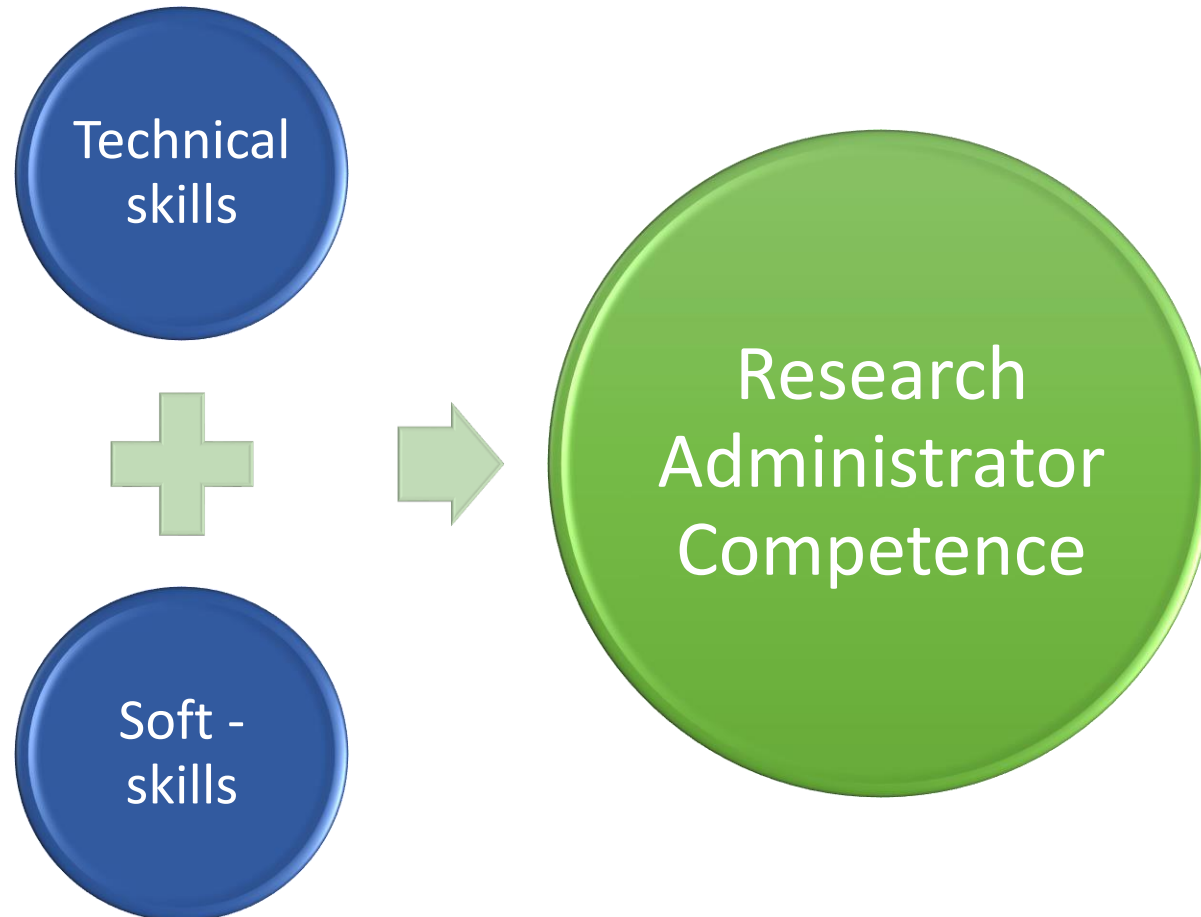 Technical
skills
Soft -
skills
Research
Administrator
Competence